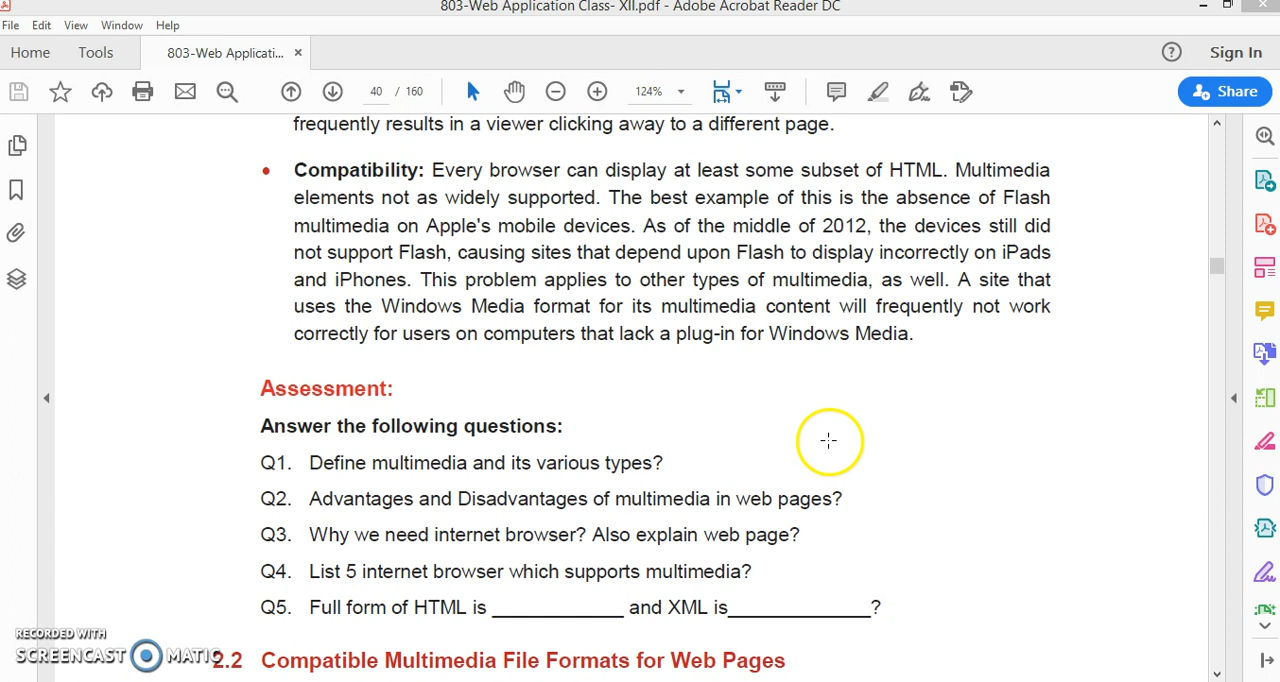 803-Web Application Class- XII.pdf - Adobe Acrobat Reader DC
File Edit View Window Help
Home Tools 803-Web Applicati... × Sign In
40 / 160 124% Share
frequently results in a viewer clicking away to a different page.
• Compatibility: Every browser can display at least some subset of HTML. Multimedia
elements not as widely supported. The best example of this is the absence of Flash
multimedia on Apple's mobile devices. As of the middle of 2012, the devices still did
not support Flash, causing sites that depend upon Flash to display incorrectly on iPads
and iPhones. This problem applies to other types of multimedia, as well. A site that
uses the Windows Media format for its multimedia content will frequently not work
correctly for users on computers that lack a plug-in for Windows Media.
Assessment:
Answer the following questions:
Q1. Define multimedia and its various types?
Q2. Advantages and Disadvantages of multimedia in web pages?
Q3. Why we need internet browser? Also explain web page?
Q4. List 5 internet browser which supports multimedia?
Q5. Full form of HTML is ____________ and XML is_____________?
RECORDED WITH
SCREENCAST MATIC
2.2 Compatible Multimedia File Formats for Web Pages